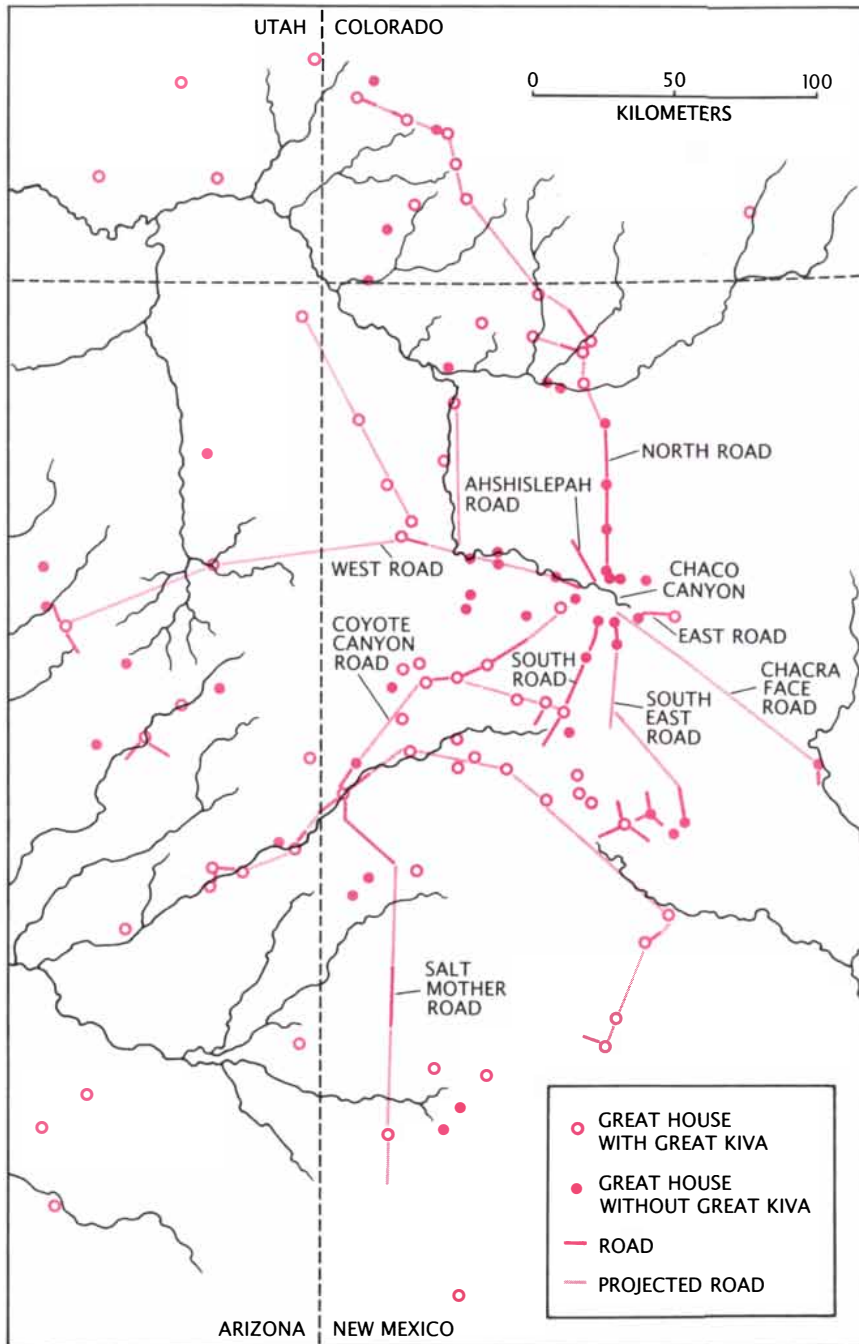 UTAH
COLORADO
0 50 100
KILOMETERS
NORTH ROAD
AHSHISLEPAH
ROAD
WEST ROAD
CHACO
CANYON
EAST ROAD
COYOTE
CANYON
ROAD
SOUTH
ROAD
SOUTH
EAST
ROAD
CHACRA
FACE
ROAD
SALT
MOTHER
ROAD
GREAT HOUSE
WITH GREAT KIVA
GREAT HOUSE
WITHOUT GREAT KIVA
ROAD
PROJECTED ROAD
ARIZONA
NEW MEXICO